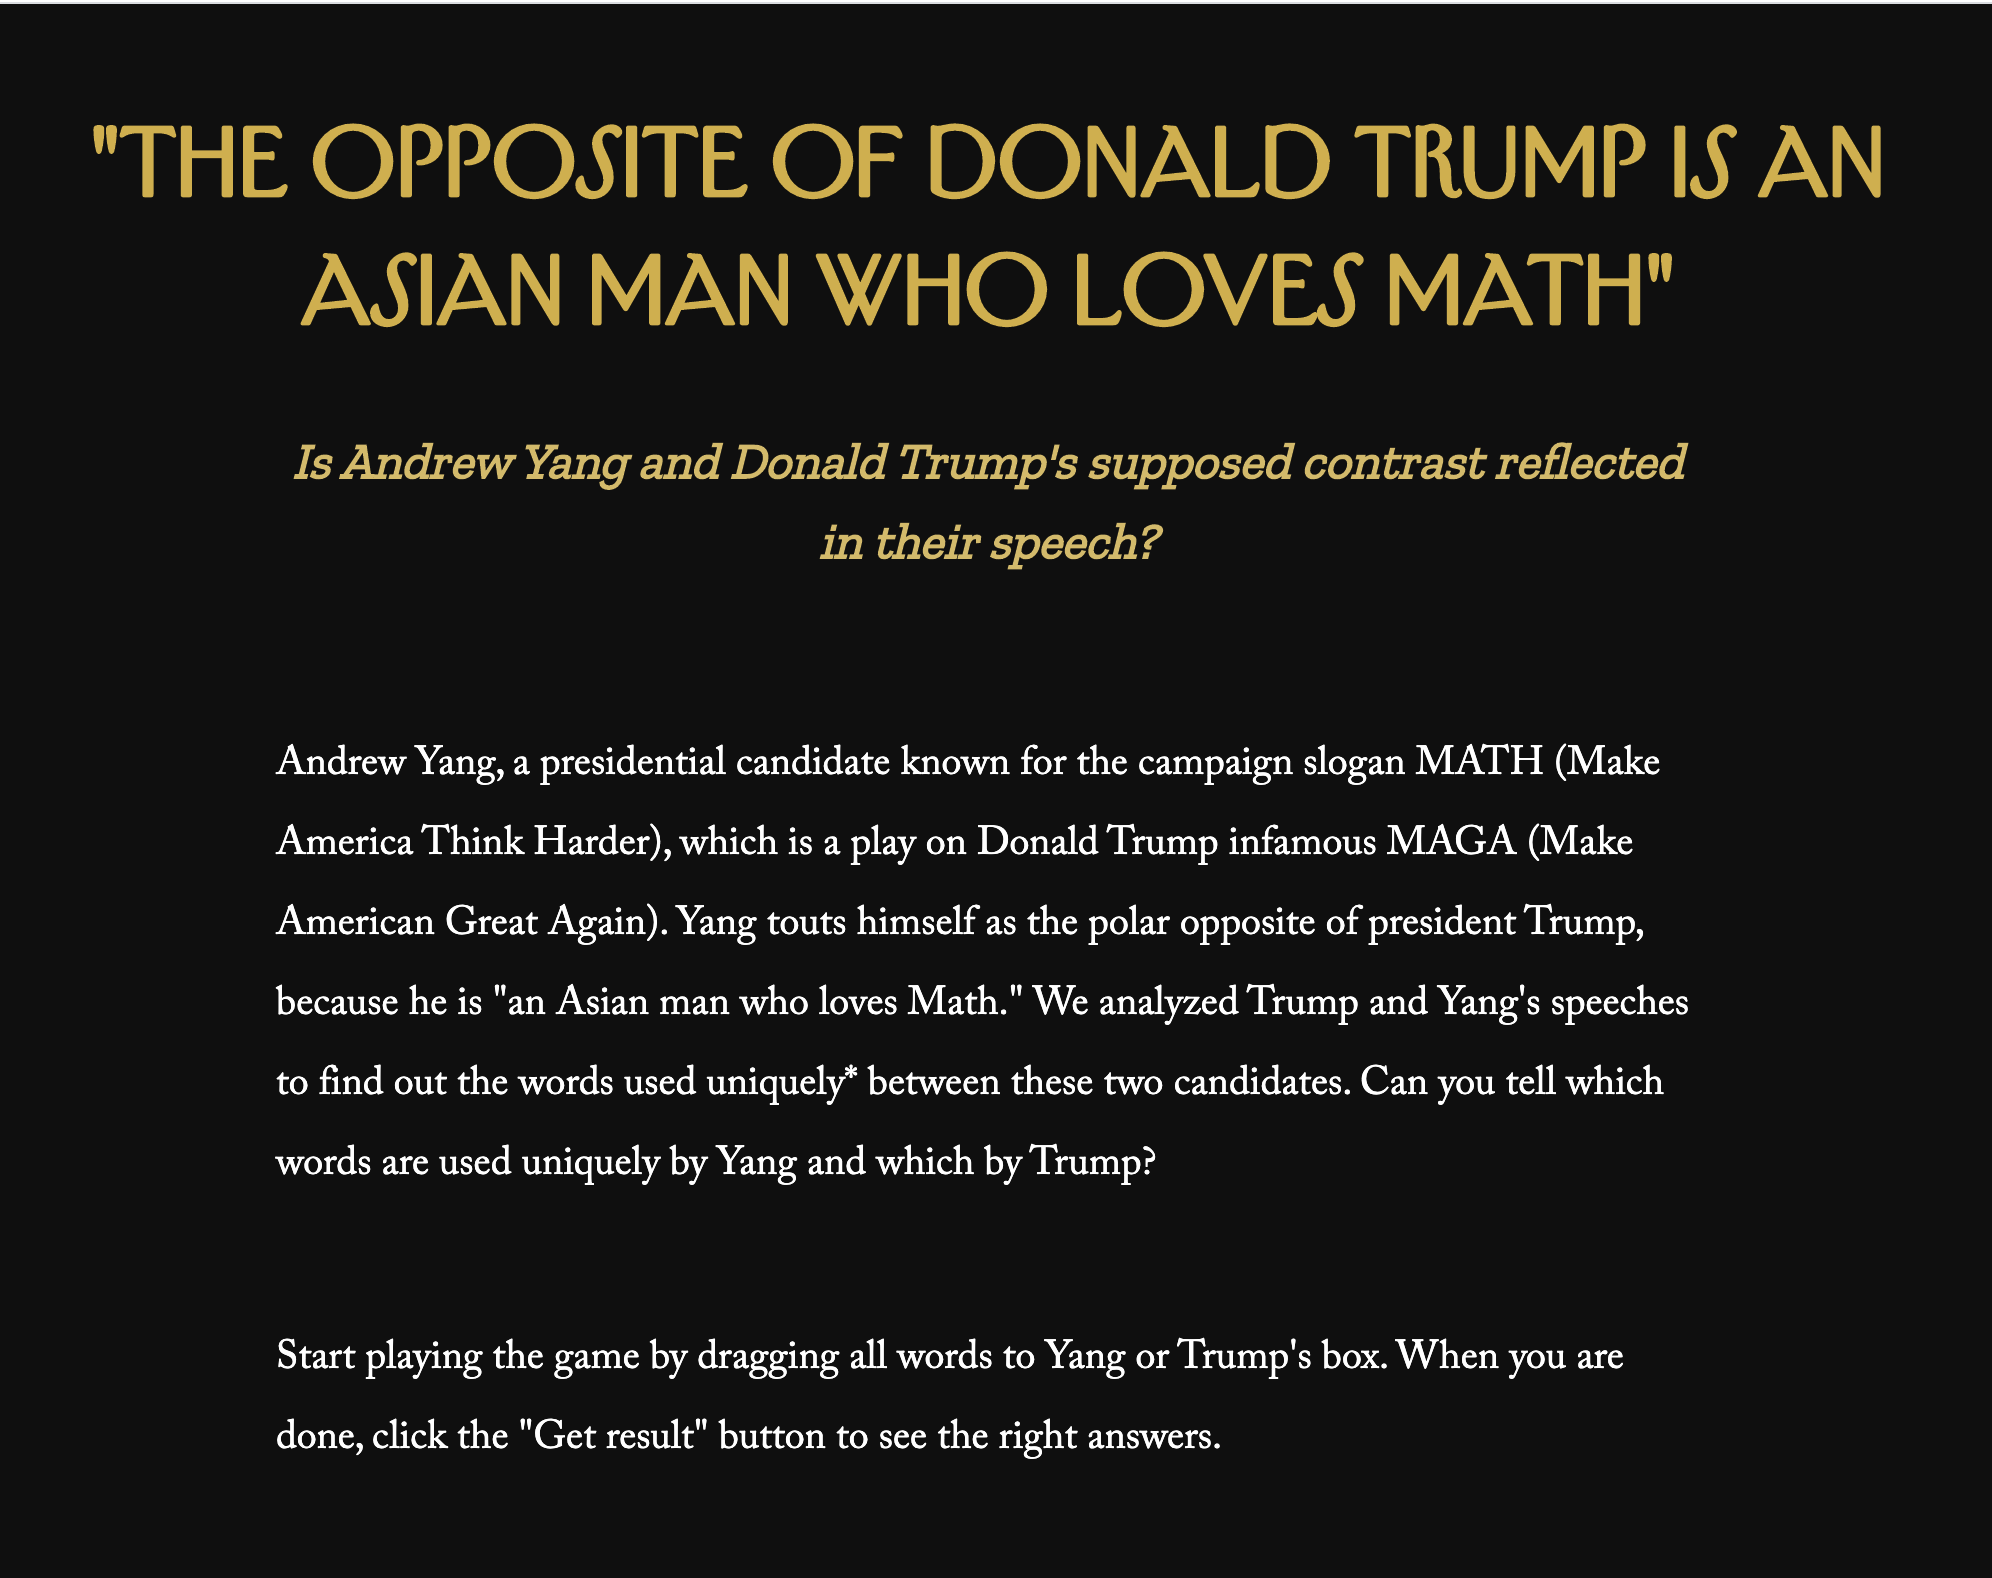 "THE OPPOSITE OF DONALD TRUMP IS AN
ASIAN MAN WHO LOVES MATH"
Is Andrew Yang and Donald Trump's supposed contrast reflected
in their speech?
Andrew Yang, a presidential candidate known for the campaign slogan MATH (Make
America Think Harder), which is a play on Donald Trump infamous MAGA (Make
American Great Again). Yang touts himself as the polar opposite of president Trump,
because he is "an Asian man who loves Math." We analyzed Trump and Yang's speeches
to find out the words used uniquely* between these two candidates. Can you tell which
words are used uniquely by Yang and which by Trump?
Start playing the game by dragging all words to Yang or Trump's box. When you are
done, click the "Get result" button to see the right answers.